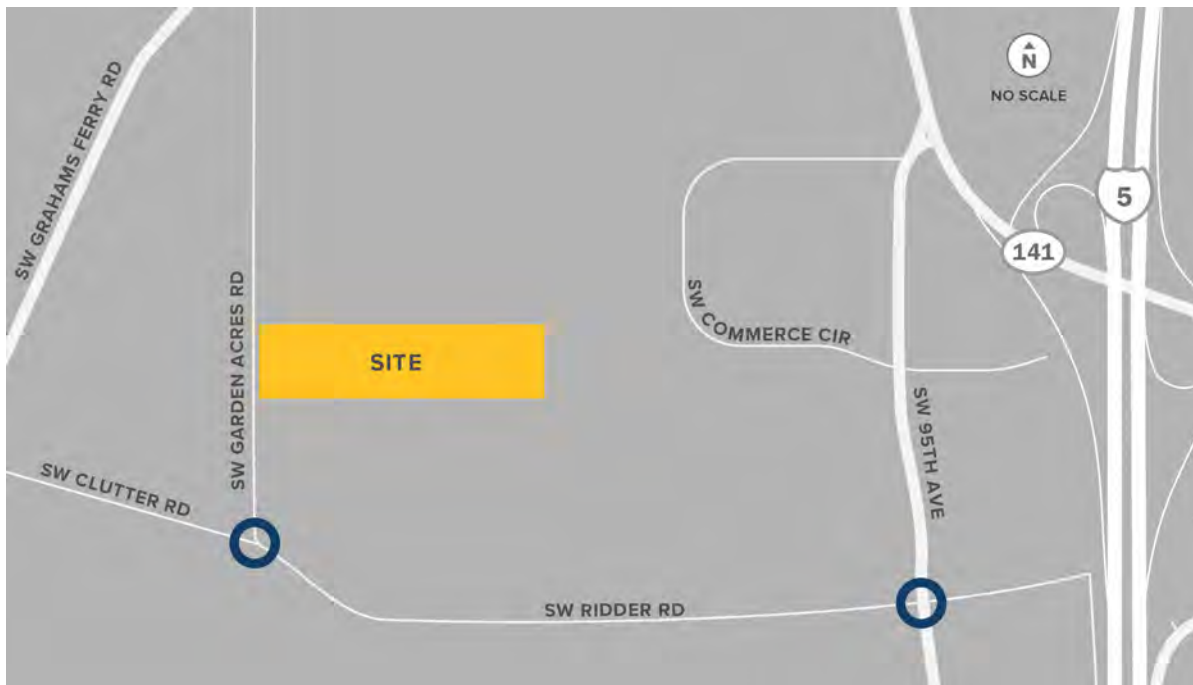 N
NO SCALE
SW GRAHAMS FERRY RD
5
141
SW GARDEN ACRES RD
SW COMMERCE CIR
SITE
SW 95TH AVE
SW CLUTTER RD
SW RIDDER RD